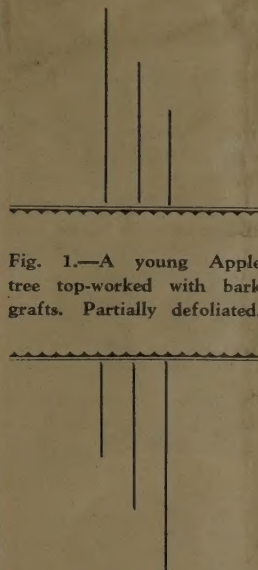 Fig. 1.—A young Apple
tree top-worked with bark
grafts. Partially defoliated.